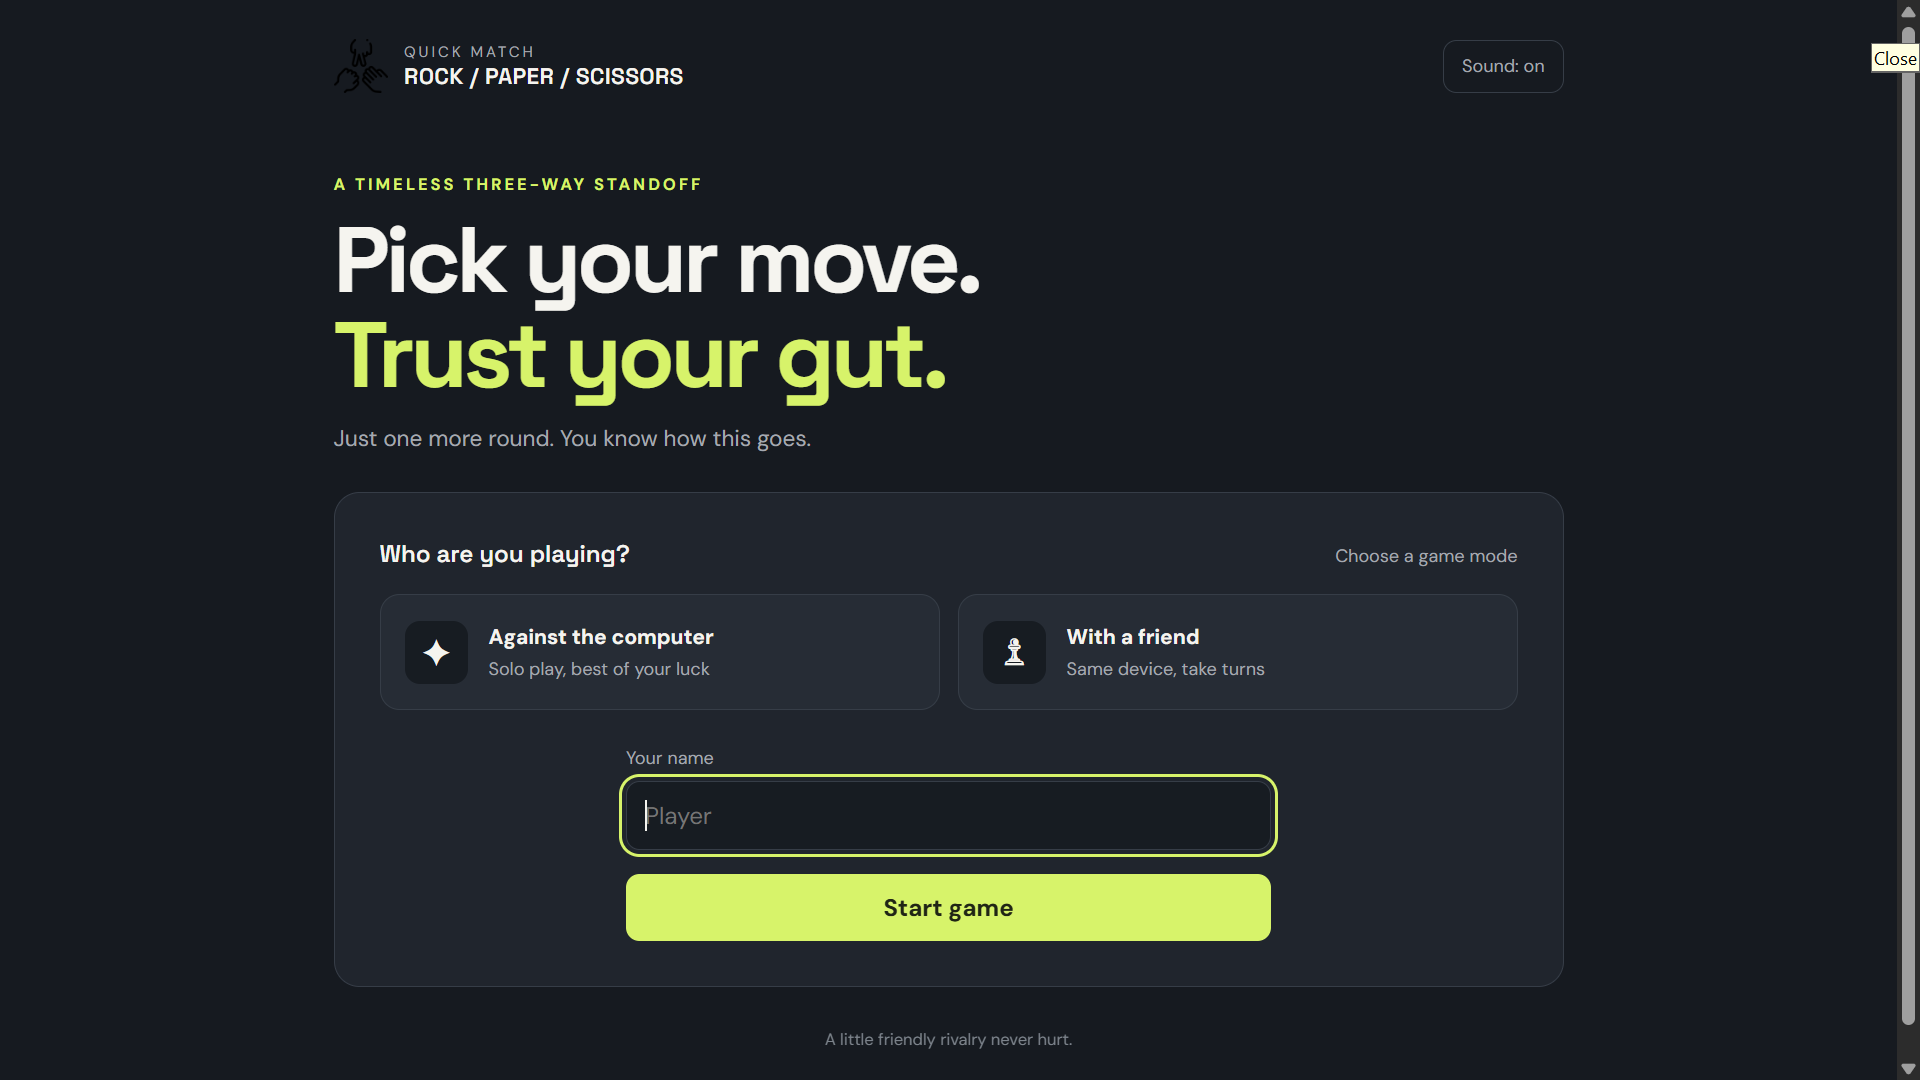 QUICK MATCH
ROCK / PAPER / SCISSORS
Sound: on
Close
A TIMELESS THREE-WAY STANDOFF
Pick your move.
Trust your gut.
Just one more round. You know how this goes.
Who are you playing?
Choose a game mode
Against the computer
Solo play, best of your luck
With a friend
Same device, take turns
Your name
Player
Start game
A little friendly rivalry never hurt.